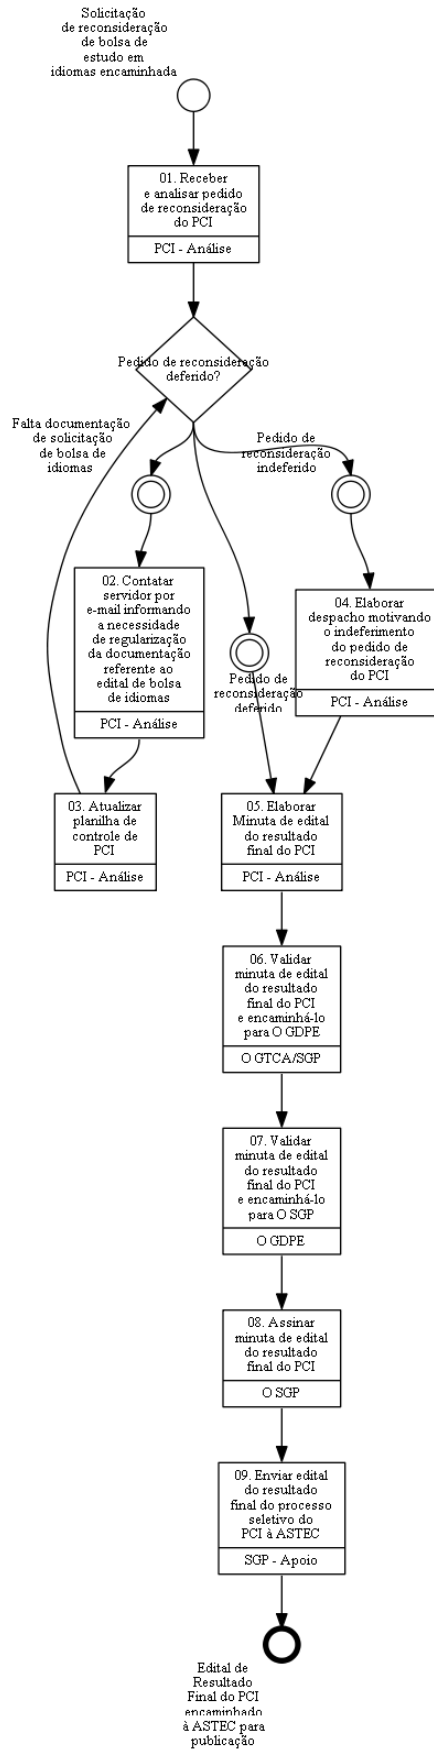 Solicitação
de reconsideração
de bolsa de
estudo em
idiomas encaminhada
01. Receber
e analisar pedido
de reconsideração
do PCI
PCI - Análise
Pedido de reconsideração
deferido?
Falta documentação
de solicitação
de bolsa de
idiomas
Pedido de
reconsideração
indeferido
02. Contatar
servidor por
e-mail informando
a necessidade
de regularização
da documentação
referente ao
edital de bolsa
de idiomas
PCI - Análise
04. Elaborar
despacho motivando
o indeferimento
do pedido de
reconsideração
do PCI
PCI - Análise
Pedido de
reconsideração
deferido
03. Atualizar
planilha de
controle de
PCI
PCI - Análise
05. Elaborar
Minuta de edital
do resultado
final do PCI
PCI - Análise
06. Validar
minuta de edital
do resultado
final do PCI
e encaminhá-lo
para O GDPE
O GTCA/SGP
07. Validar
minuta de edital
do resultado
final do PCI
e encaminhá-lo
para O SGP
O GDPE
08. Assinar
minuta de edital
do resultado
final do PCI
O SGP
09. Enviar edital
do resultado
final do processo
seletivo do
PCI à ASTEC
SGP - Apoio
Edital de
Resultado
Final do PCI
encaminhado
à ASTEC para
publicação